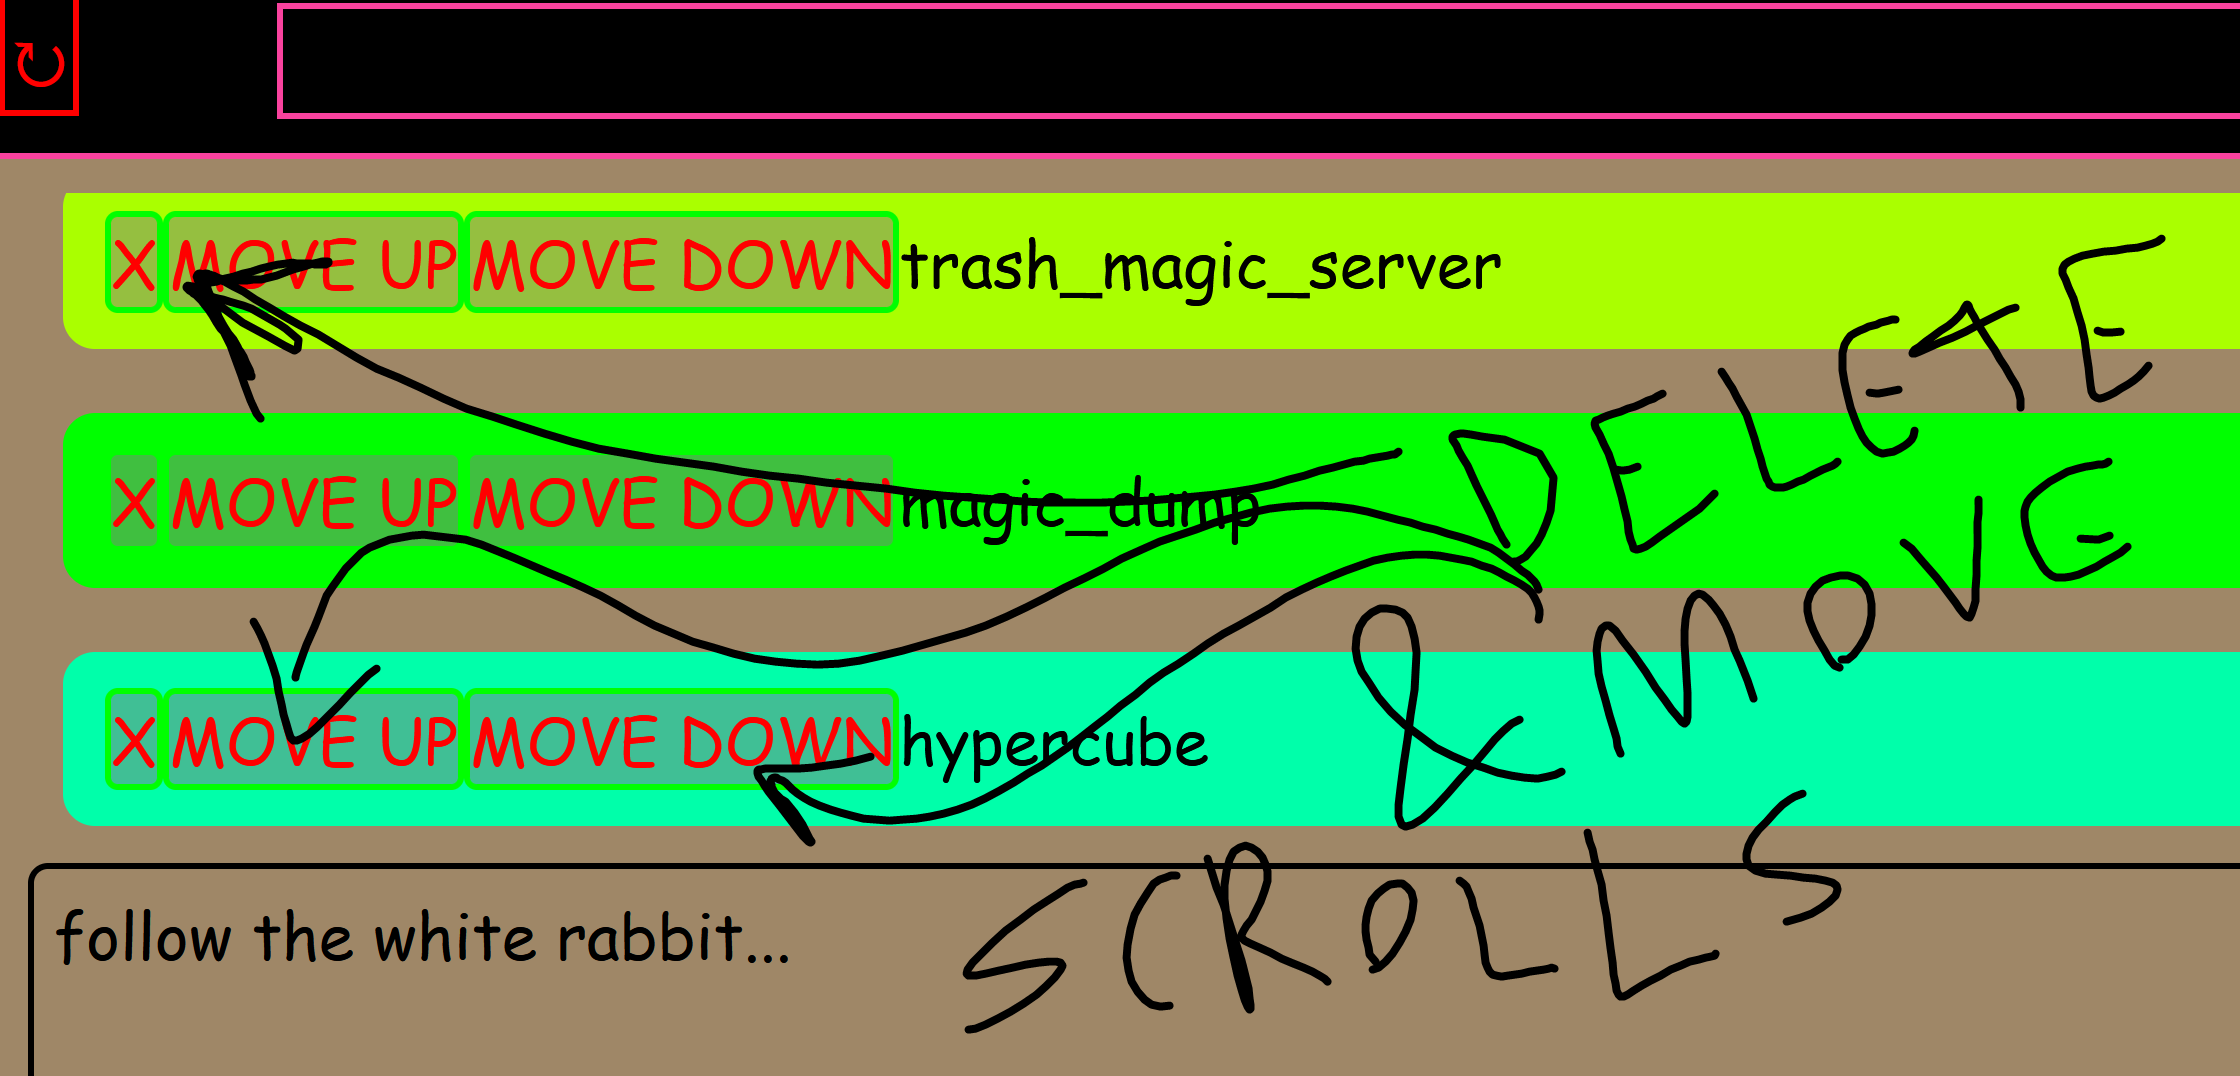 X MOVE UP MOVE DOWN trash_magic_server
X MOVE UP MOVE DOWN magic_dump
X MOVE UP MOVE DOWN hypercube
DELETE
& MOVE
SCROLLS
follow the white rabbit...